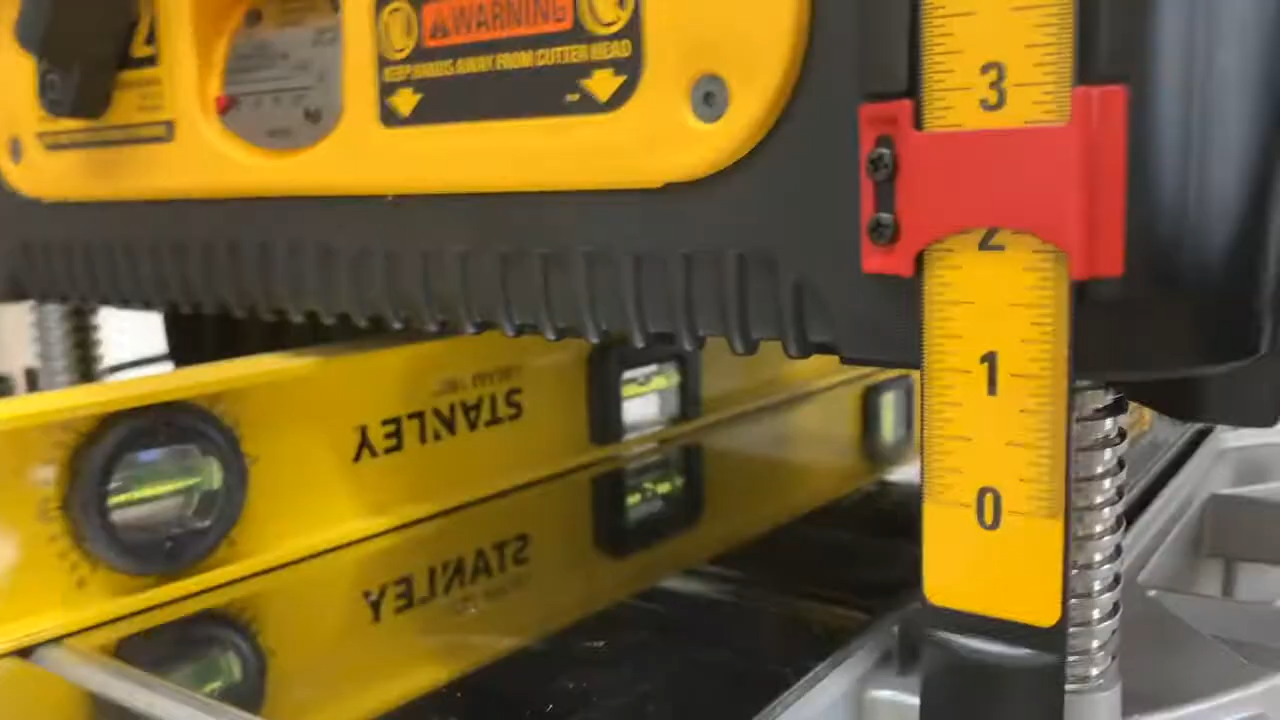 WARNING
KEEP HANDS AWAY FROM CUTTER HEAD
3
2
1
0
STANLEY
STANLEY